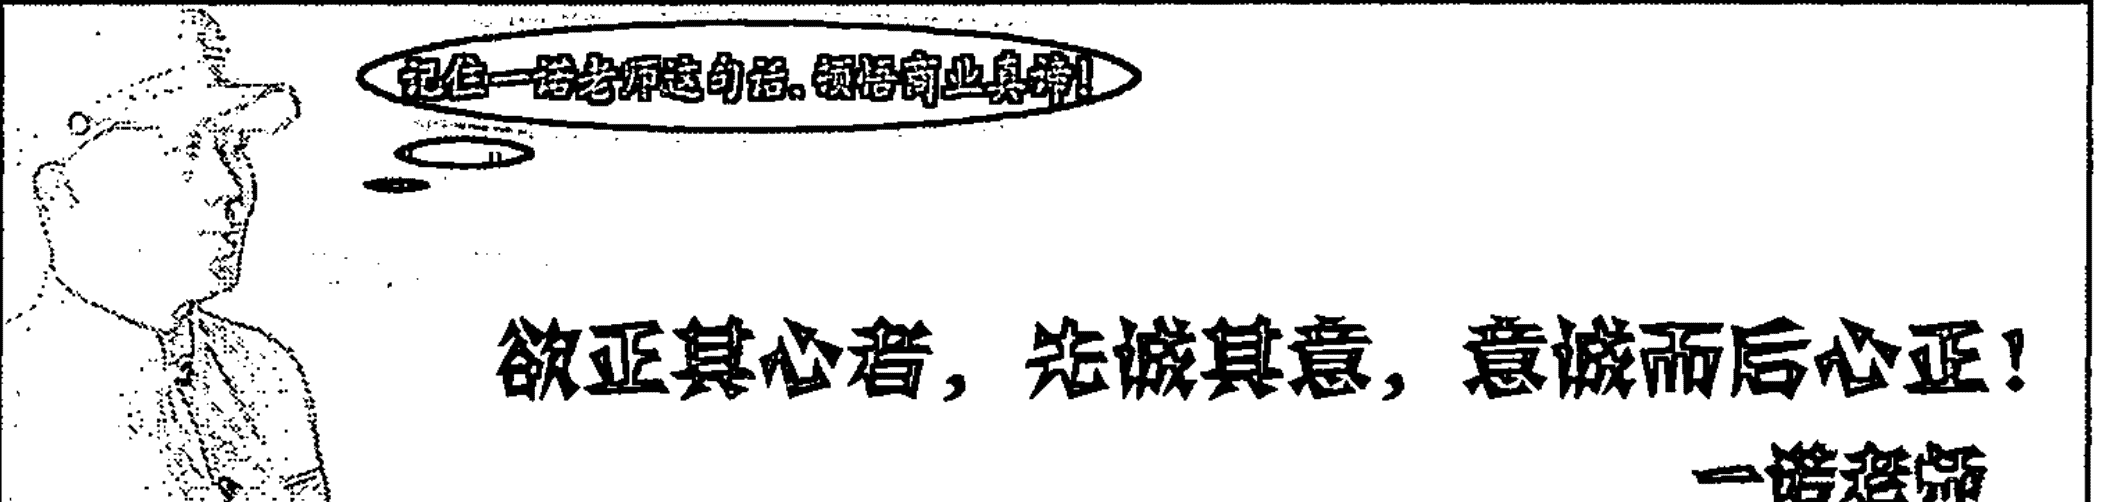 记住一诺老师这句话.领悟商业真谛!
欲正其心者，先诚其意，意诚而后心正！
一诺老师